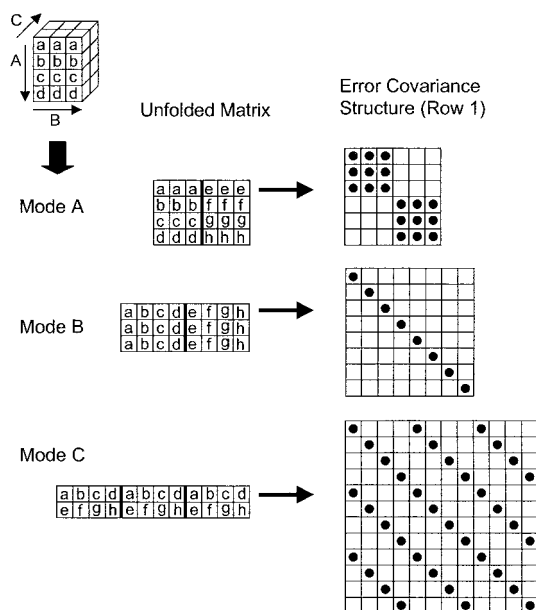 C
A
B
a a a
b b b
c c c
d d d
Unfolded Matrix
Error Covariance
Structure (Row 1)
Mode A
a a a e e e
b b b f f f
c c c g g g
d d d h h h
Mode B
a b c d e f g h
a b c d e f g h
a b c d e f g h
Mode C
a b c d a b c d a b c d
e f g h e f g h e f g h